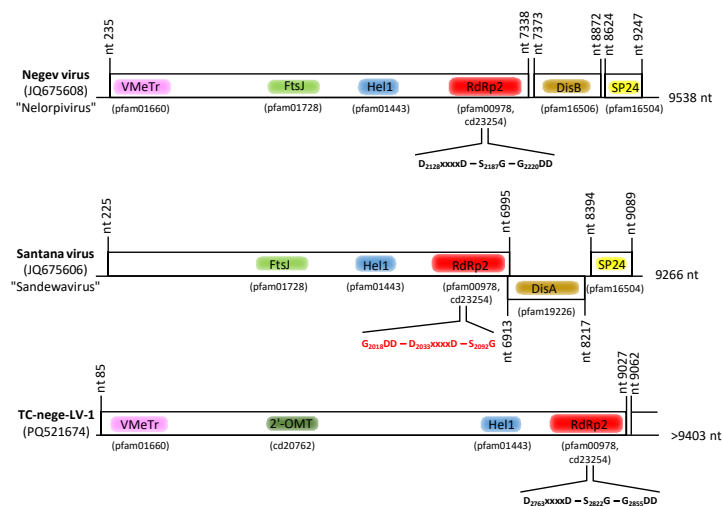 nt 235
nt 7338
nt 7373
nt 8872
nt 8624
nt 9247
Negev virus
(JQ675608)
"Nelorpivirus"
VMeTr
FtsJ
Hel1
RdRp2
DisB
SP24
9538 nt
(pfam01660)
(pfam01728)
(pfam01443)
(pfam00978,
cd23254)
(pfam16506)
(pfam16504)
D2128xxxxD – S2187G – G2220DD
nt 225
nt 6995
nt 8394
nt 9089
Santana virus
(JQ675606)
"Sandewavirus"
FtsJ
Hel1
RdRp2
SP24
9266 nt
(pfam01728)
(pfam01443)
(pfam00978,
cd23254)
DisA
(pfam16504)
(pfam19226)
nt 6913
nt 8217
G2018DD – D2033xxxxD – S2092G
nt 85
nt 9027
nt 9062
TC-nege-LV-1
(PQ521674)
VMeTr
2'-OMT
Hel1
RdRp2
>9403 nt
(pfam01660)
(cd20762)
(pfam01443)
(pfam00978,
cd23254)
D2763xxxxD – S2822G – G2855DD